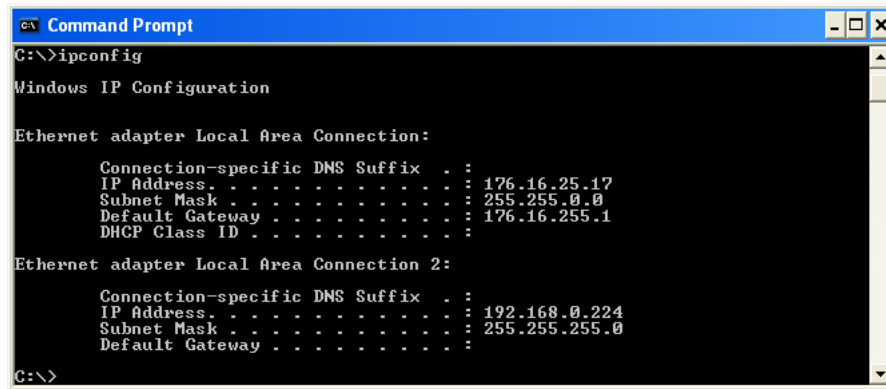 Command Prompt
C:\>ipconfig
Windows IP Configuration
Ethernet adapter Local Area Connection:
Connection-specific DNS Suffix . :
IP Address. . . . . . . . . . . . : 176.16.25.17
Subnet Mask . . . . . . . . . . . : 255.255.0.0
Default Gateway . . . . . . . . . : 176.16.255.1
DHCP Class ID . . . . . . . . . . :
Ethernet adapter Local Area Connection 2:
Connection-specific DNS Suffix . :
IP Address. . . . . . . . . . . . : 192.168.0.224
Subnet Mask . . . . . . . . . . . : 255.255.255.0
Default Gateway . . . . . . . . . :
C:\>